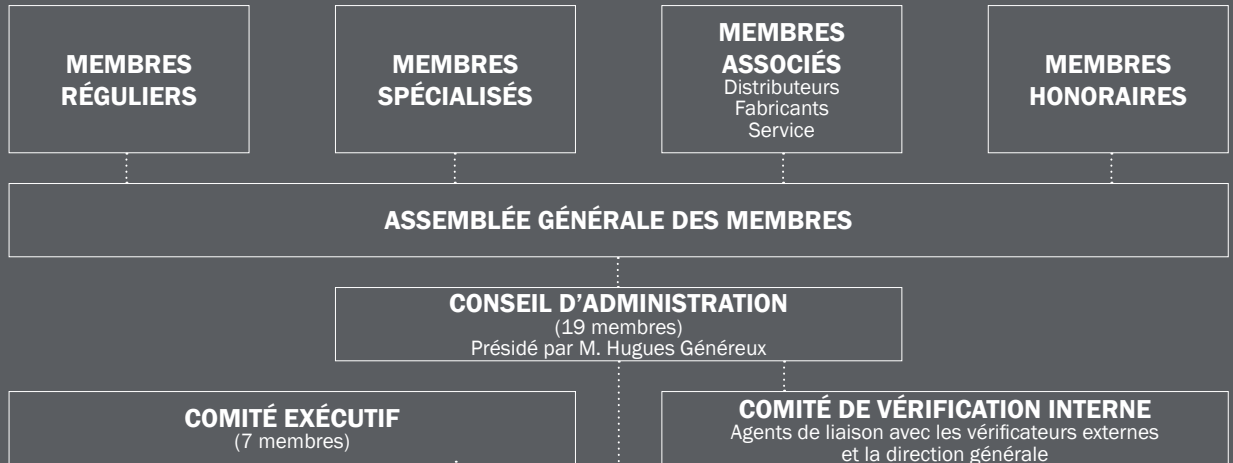 MEMBRES
RÉGULIERS
MEMBRES
SPÉCIALISÉS
MEMBRES
ASSOCIÉS
Distributeurs
Fabricants
Service
MEMBRES
HONORAIRES
ASSEMBLÉE GÉNÉRALE DES MEMBRES
CONSEIL D’ADMINISTRATION
(19 membres)
Présidé par M. Hugues Généreux
COMITÉ EXÉCUTIF
(7 membres)
COMITÉ DE VÉRIFICATION INTERNE
Agents de liaison avec les vérificateurs externes
et la direction générale